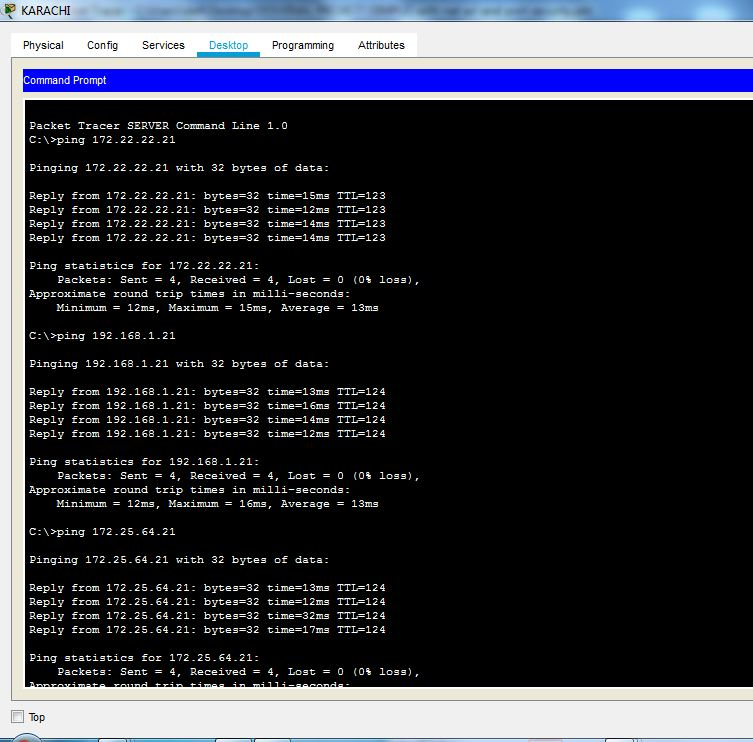 KARACHI
Physical Config Services Desktop Programming Attributes
Command Prompt
Packet Tracer SERVER Command Line 1.0
C:\>ping 172.22.22.21
Pinging 172.22.22.21 with 32 bytes of data:
Reply from 172.22.22.21: bytes=32 time=15ms TTL=123
Reply from 172.22.22.21: bytes=32 time=12ms TTL=123
Reply from 172.22.22.21: bytes=32 time=14ms TTL=123
Reply from 172.22.22.21: bytes=32 time=14ms TTL=123
Ping statistics for 172.22.22.21:
Packets: Sent = 4, Received = 4, Lost = 0 (0% loss),
Approximate round trip times in milli-seconds:
Minimum = 12ms, Maximum = 15ms, Average = 13ms
C:\>ping 192.168.1.21
Pinging 192.168.1.21 with 32 bytes of data:
Reply from 192.168.1.21: bytes=32 time=13ms TTL=124
Reply from 192.168.1.21: bytes=32 time=16ms TTL=124
Reply from 192.168.1.21: bytes=32 time=14ms TTL=124
Reply from 192.168.1.21: bytes=32 time=12ms TTL=124
Ping statistics for 192.168.1.21:
Packets: Sent = 4, Received = 4, Lost = 0 (0% loss),
Approximate round trip times in milli-seconds:
Minimum = 12ms, Maximum = 16ms, Average = 13ms
C:\>ping 172.25.64.21
Pinging 172.25.64.21 with 32 bytes of data:
Reply from 172.25.64.21: bytes=32 time=13ms TTL=124
Reply from 172.25.64.21: bytes=32 time=12ms TTL=124
Reply from 172.25.64.21: bytes=32 time=32ms TTL=124
Reply from 172.25.64.21: bytes=32 time=17ms TTL=124
Ping statistics for 172.25.64.21:
Packets: Sent = 4, Received = 4, Lost = 0 (0% loss),
Approximate round trip times in milli-seconds:
Top